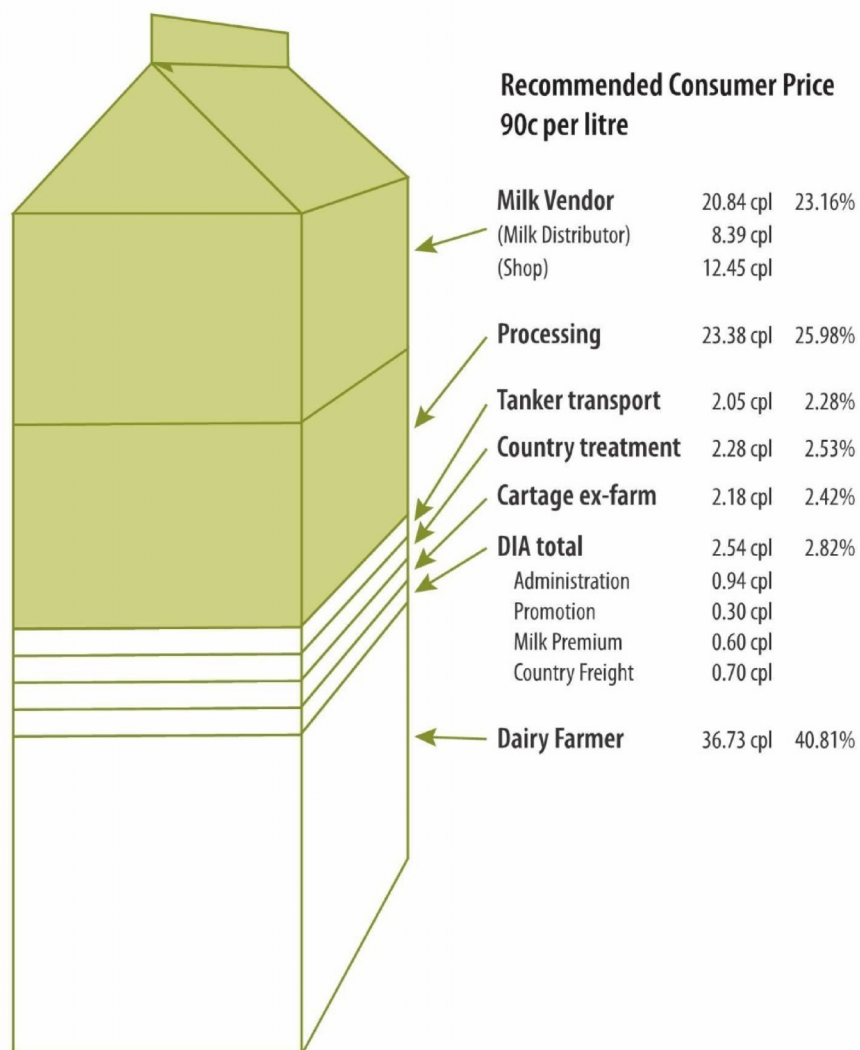 Recommended Consumer Price
90c per litre
Milk Vendor 20.84 cpl 23.16%
(Milk Distributor) 8.39 cpl
(Shop) 12.45 cpl
Processing 23.38 cpl 25.98%
Tanker transport 2.05 cpl 2.28%
Country treatment 2.28 cpl 2.53%
Cartage ex-farm 2.18 cpl 2.42%
DIA total 2.54 cpl 2.82%
Administration 0.94 cpl
Promotion 0.30 cpl
Milk Premium 0.60 cpl
Country Freight 0.70 cpl
Dairy Farmer 36.73 cpl 40.81%